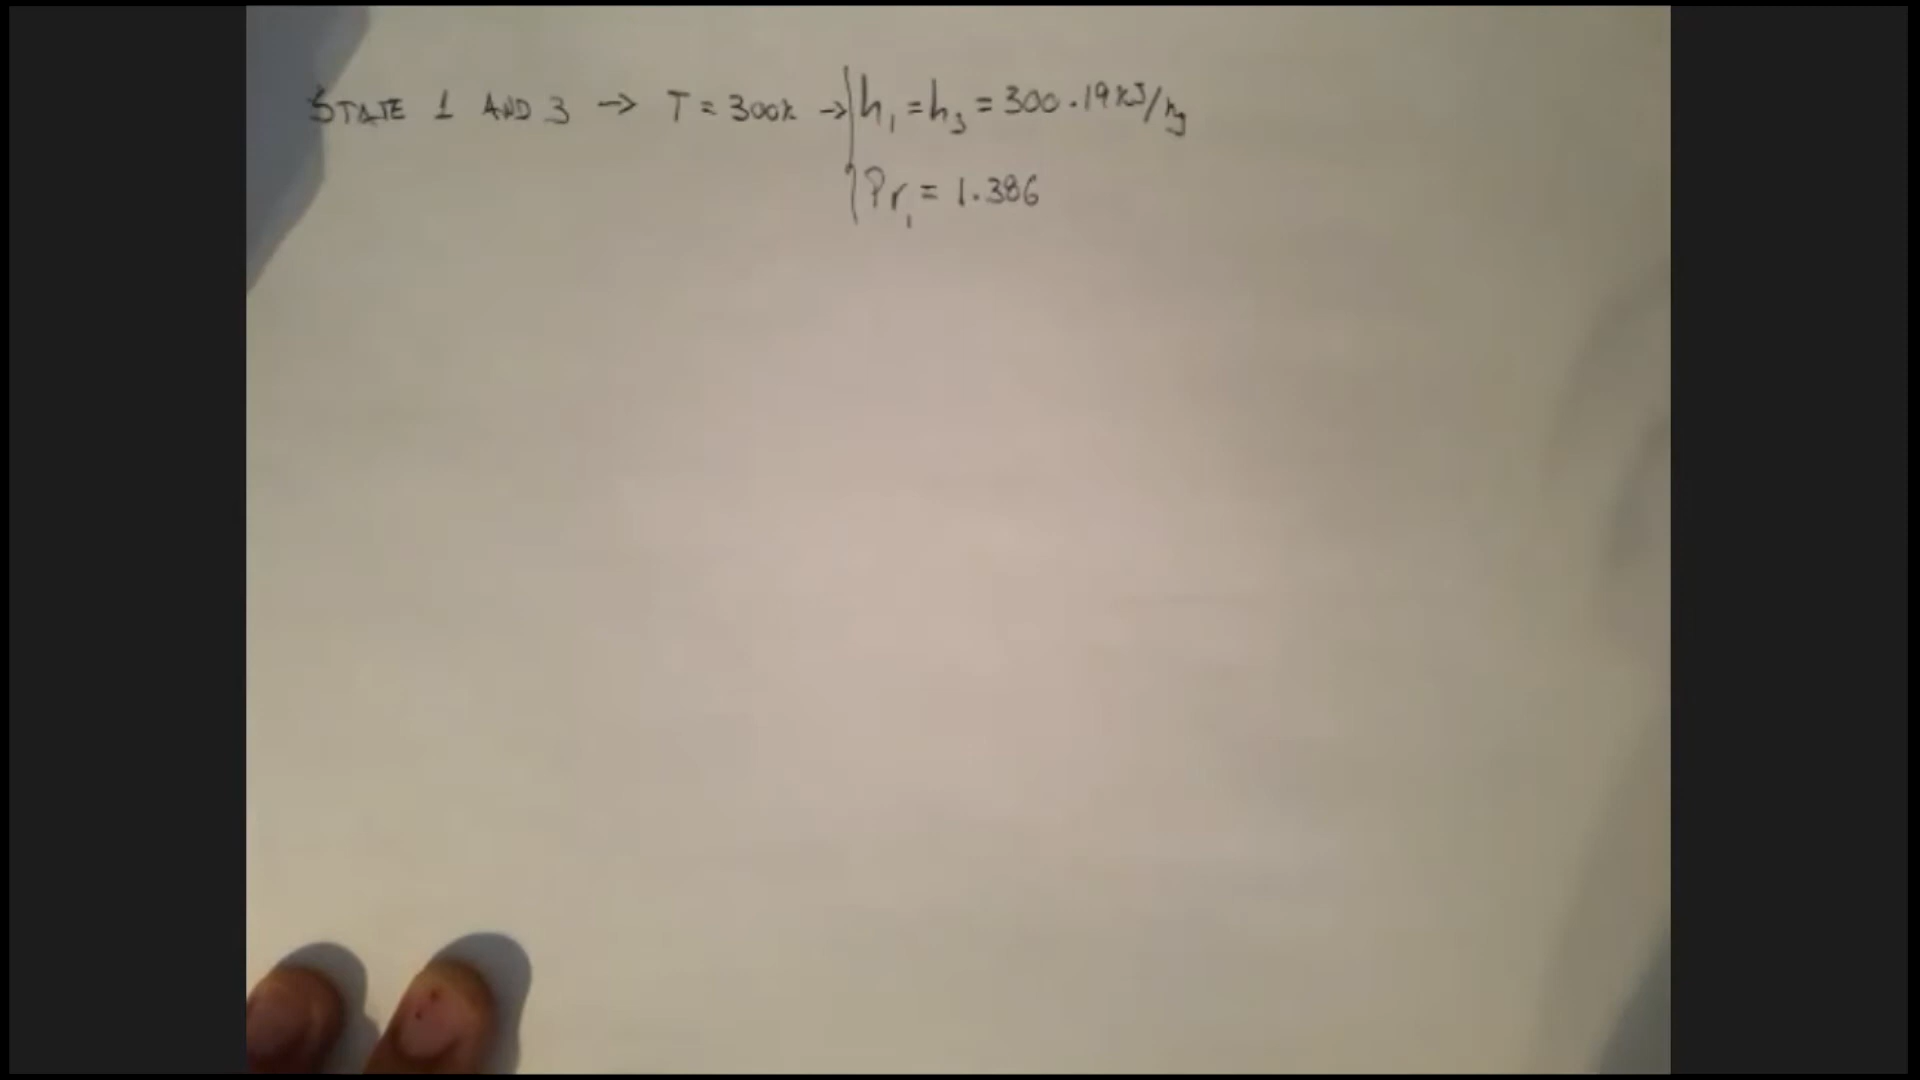 STATE 1 AND 3 → T = 300K → h₁ = h₃ = 300.19 KJ/kg
Pr₁ = 1.386